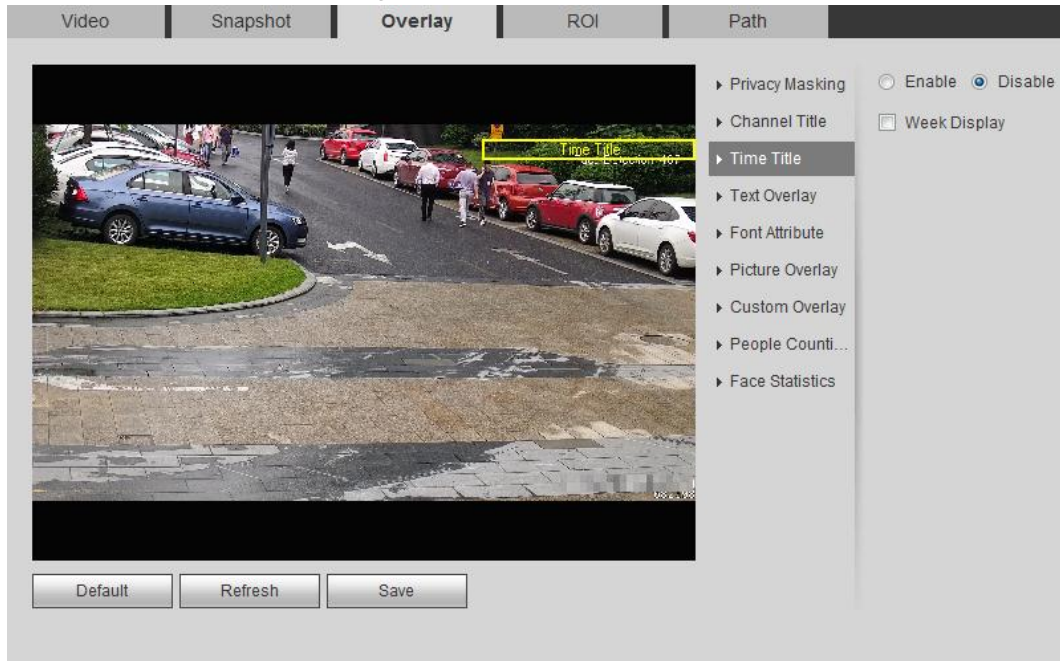 Video Snapshot Overlay ROI Path
Privacy Masking
Enable Disable
Channel Title
Week Display
Time Title
Time Title
Text Overlay
Font Attribute
Picture Overlay
Custom Overlay
People Counti...
Face Statistics
Default Refresh Save